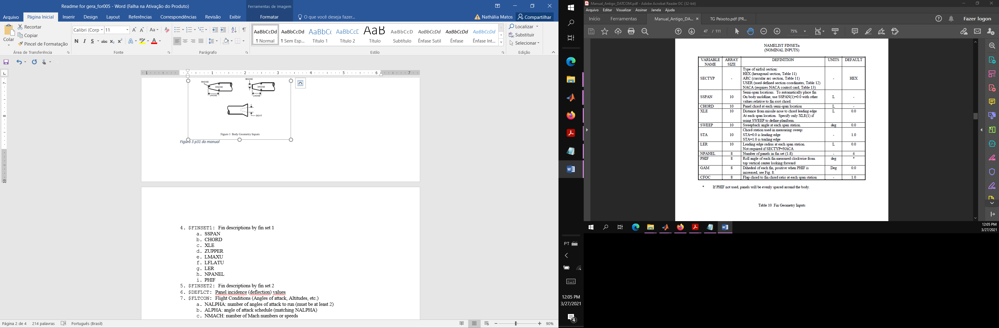 Readme for gera_for005 - Word (Falha na Ativação do Produto)
Ferramentas de Imagem
Arquivo Página Inicial Inserir Design Layout Referências Correspondências Revisão Exibir Formatar O que você deseja fazer... Nathália Matos Compartilhar
Colar
Recortar
Copiar
Pincel de Formatação
Área de Transferência
Calibri (Corp 11
Fonte
Parágrafo
AaBbCcDd AaBbCcDd AaBbC( AaBbCcC AaB AaBbCcD AaBbCcDd AaBbCcDd AaBbCcDd
¶ Normal ¶ Sem Esp... Título 1 Título 2 Título Subtítulo Ênfase Sutil Ênfase Ênfase Int...
Estilo
Localizar
Substituir
Selecionar
Edição
BNOSE
DNOSE
LNOSE
BNOSE
DNOSE
LNOSE
DEXIT
Figure 1 Body Geometry Inputs
Figura 3 p31 do manual
4. $FINSET1: Fin descriptions by fin set 1
a. SSPAN
b. CHORD
c. XLE
d. ZUPPER
e. LMAXU
f. LFLATU
g. LER
h. NPANEL
i. PHIF
5. $FINSET2: Fin descriptions by fin set 2
6. $DEFLCT: Panel incidence (deflection) values
7. $FLTCON: Flight Conditions (Angles of attack, Altitudes, etc.)
a. NALPHA: number of angles of attack to run (must be at least 2)
b. ALPHA: angle of attack schedule (matching NALPHA)
c. NMACH: number of Mach numbers or speeds
Página 2 de 4 214 palavras Português (Brasil) 90%
PT
12:05 PM
3/27/2021
4
Manual_Antigo_DATCOM.pdf - Adobe Acrobat Reader DC (32-bit)
Arquivo Editar Visualizar Assinar Janela Ajuda
Início Ferramentas Manual_Antigo_DA... × TG Peixoto.pdf (PR... Fazer logon
47 / 111 75%
NAMELIST FINSETn
(NOMINAL INPUTS)
VARIABLE NAME ARRAY SIZE DEFINITION UNITS DEFAULT
SECTYP - Type of airfoil section: - HEX
HEX (hexagonal section, Table 11)
ARC (curcular arc section, Table 11)
USER (used defined section coordinates, Table 12)
NACA (requires NACA control card, Table 13)
SSPAN 10 Semi-span locations. To automatically place fin L -
On body moldline, use SSPAN(1)=0.0 with other
values relative to fin root chord.
CHORD 10 Panel chord at each semi-span location L -
XLE 10 Distance from missile nose to chord leading edge L 0.0
At each span location. Specify only XLE(1) if
using SWEEP to define planform.
SWEEP 10 Sweepback angle at each span station. deg 0.0
STA 10 Chord station used in measuring sweep: - 1.0
STA=0.0 is leading edge
STA=1.0 is trailing edge
LER 10 Leading edge radius at each span station. L 0.0
Not required if SECTYP=NACA
NPANEL 8 Number of panels in fin set (1-8) - 4
PHIF 8 Roll angle of each fin measured clockwise from deg *
top vertical center looking forward
GAM 8 Dihedral of each fin, positive when PHIF is Deg 0.0
increased, see Fig. 8.
CFOC 8 Flap chord to fin chord ratio at each span station - 1.0
* If PHIF not used, panels will be evenly spaced around the body.
Table 10 Fin Geometry Inputs
12:05 PM
3/27/2021